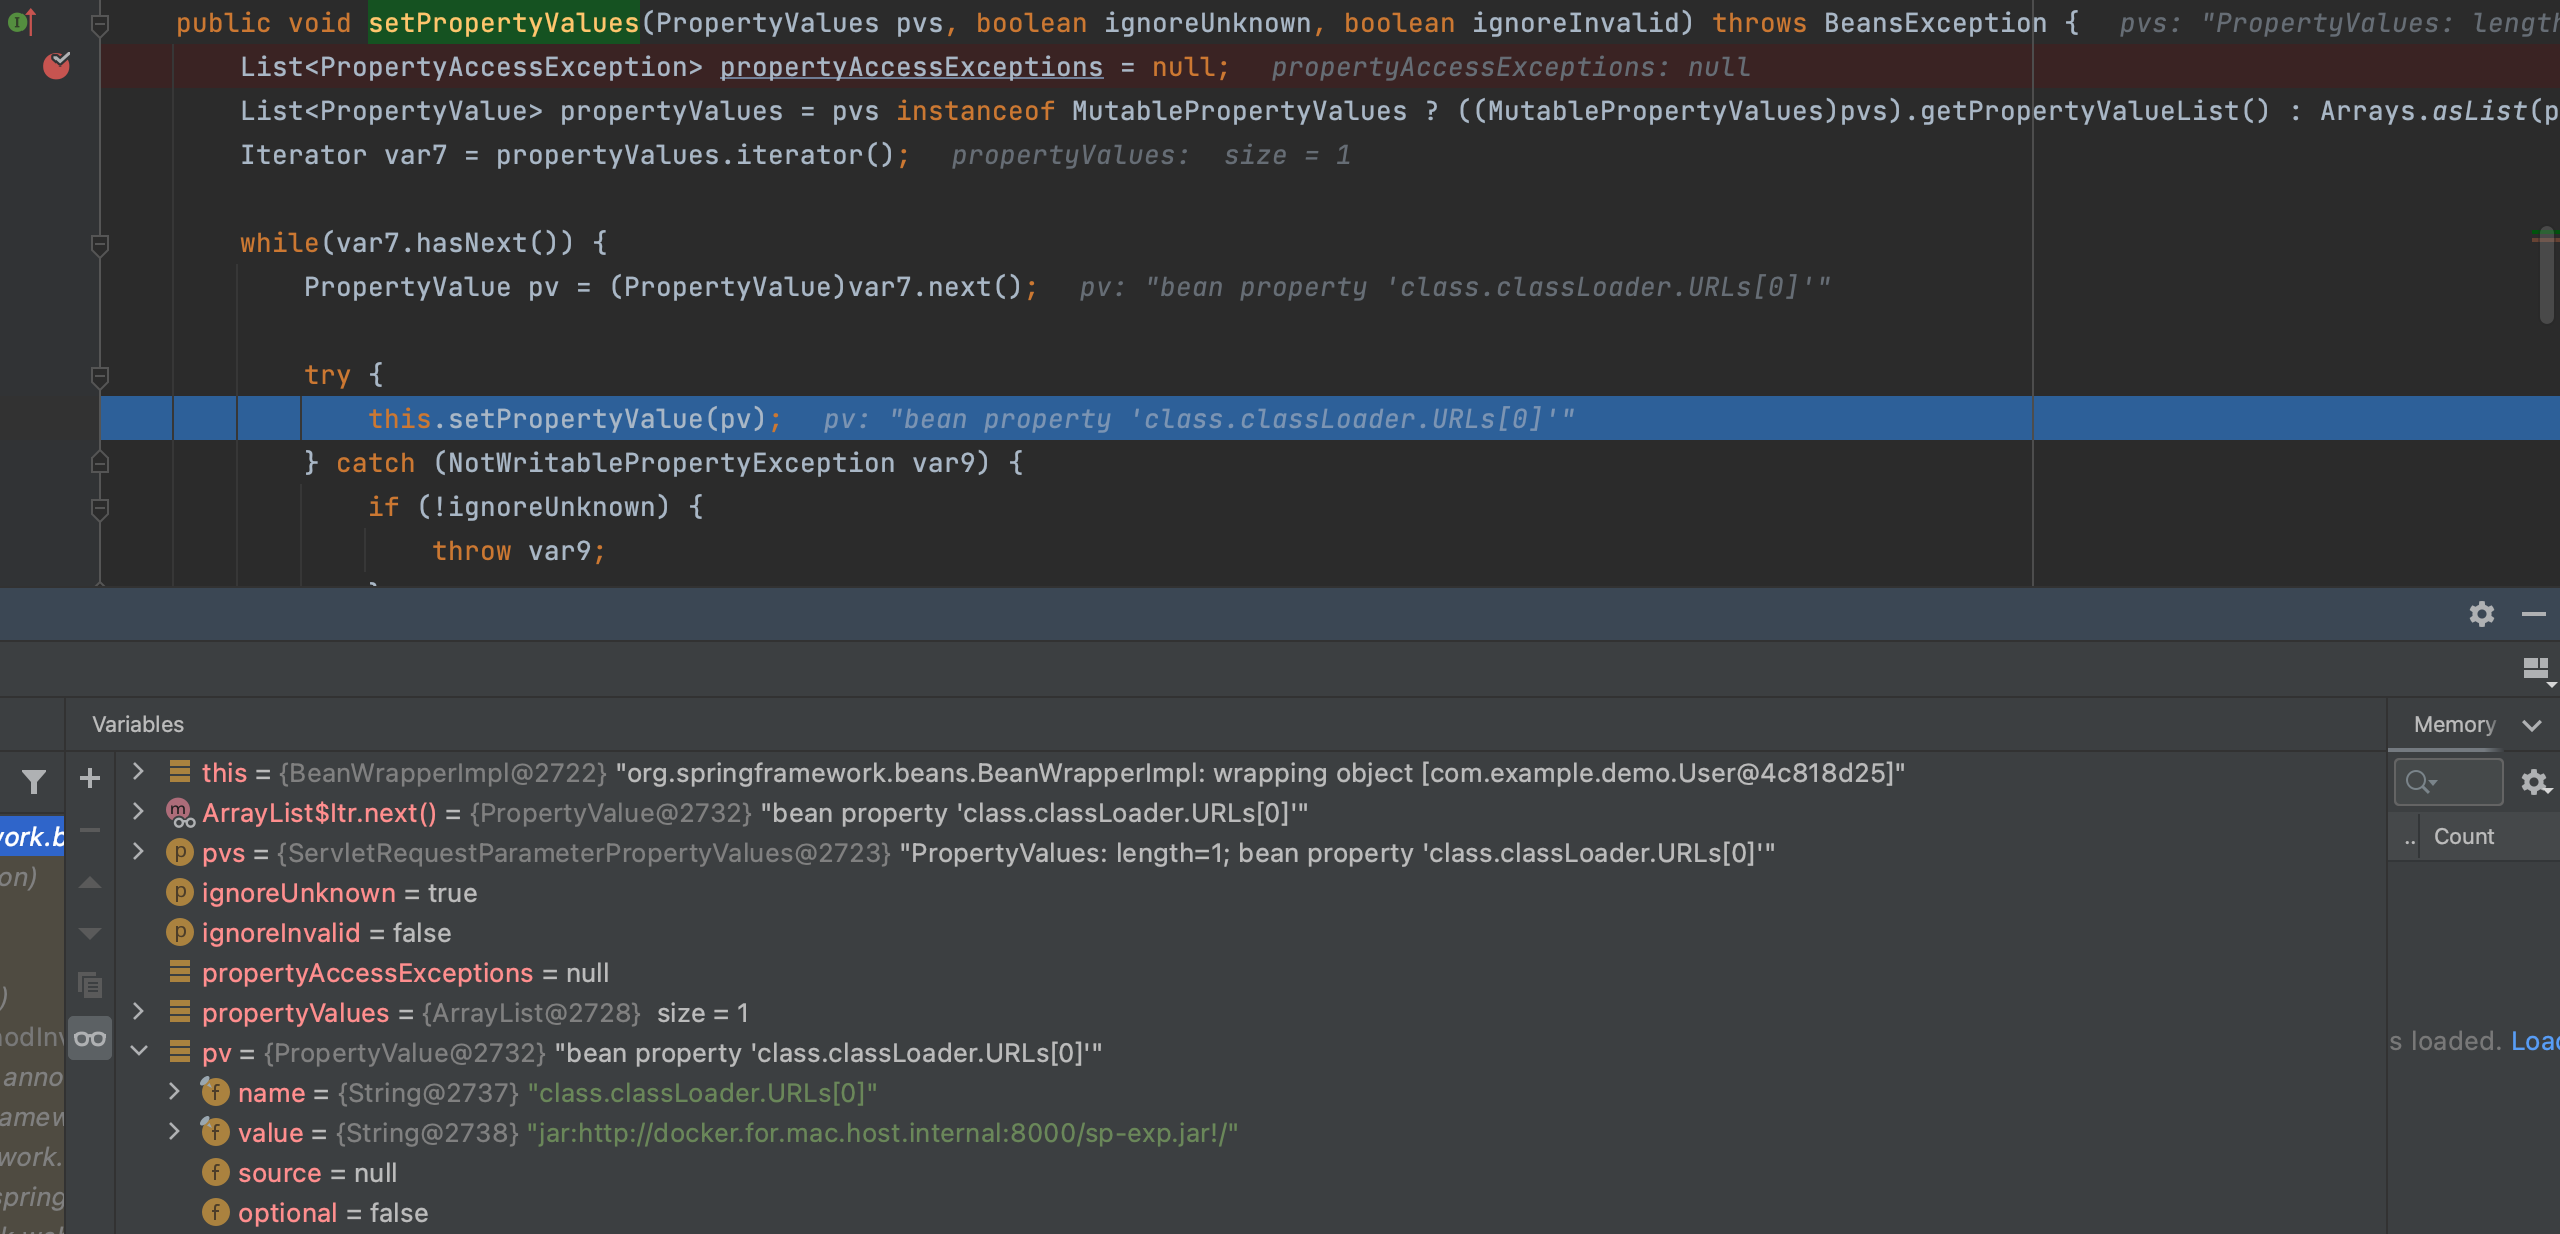 public void setPropertyValues(PropertyValues pvs, boolean ignoreUnknown, boolean ignoreInvalid) throws BeansException {   pvs: "PropertyValues: length
List<PropertyAccessException> propertyAccessExceptions = null;   propertyAccessExceptions: null
List<PropertyValue> propertyValues = pvs instanceof MutablePropertyValues ? ((MutablePropertyValues)pvs).getPropertyValueList() : Arrays.asList(p
Iterator var7 = propertyValues.iterator();   propertyValues:  size = 1
while(var7.hasNext()) {
PropertyValue pv = (PropertyValue)var7.next();   pv: "bean property 'class.classLoader.URLs[0]'"
try {
this.setPropertyValue(pv);   pv: "bean property 'class.classLoader.URLs[0]'"
} catch (NotWritablePropertyException var9) {
if (!ignoreUnknown) {
throw var9;
Variables
Memory
this = {BeanWrapperImpl@2722} "org.springframework.beans.BeanWrapperImpl: wrapping object [com.example.demo.User@4c818d25]"
ArrayList$Itr.next() = {PropertyValue@2732} "bean property 'class.classLoader.URLs[0]'"
pvs = {ServletRequestParameterPropertyValues@2723} "PropertyValues: length=1; bean property 'class.classLoader.URLs[0]'"
ignoreUnknown = true
ignoreInvalid = false
propertyAccessExceptions = null
propertyValues = {ArrayList@2728}  size = 1
pv = {PropertyValue@2732} "bean property 'class.classLoader.URLs[0]'"
name = {String@2737} "class.classLoader.URLs[0]"
value = {String@2738} "jar:http://docker.for.mac.host.internal:8000/sp-exp.jar!/"
source = null
optional = false
.. Count
s loaded. Load
work.b
on)
)
nodInv
anno
amew
work.
spring